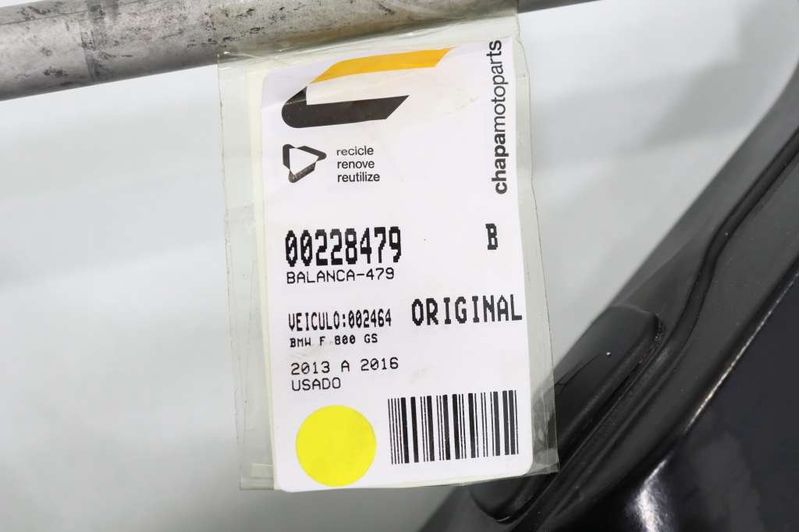 chapamotoparts
recicle
renove
reutilize
00228479 B
BALANCA-479
VEICULO:002464 ORIGINAL
BMW F 800 GS
2013 A 2016
USADO